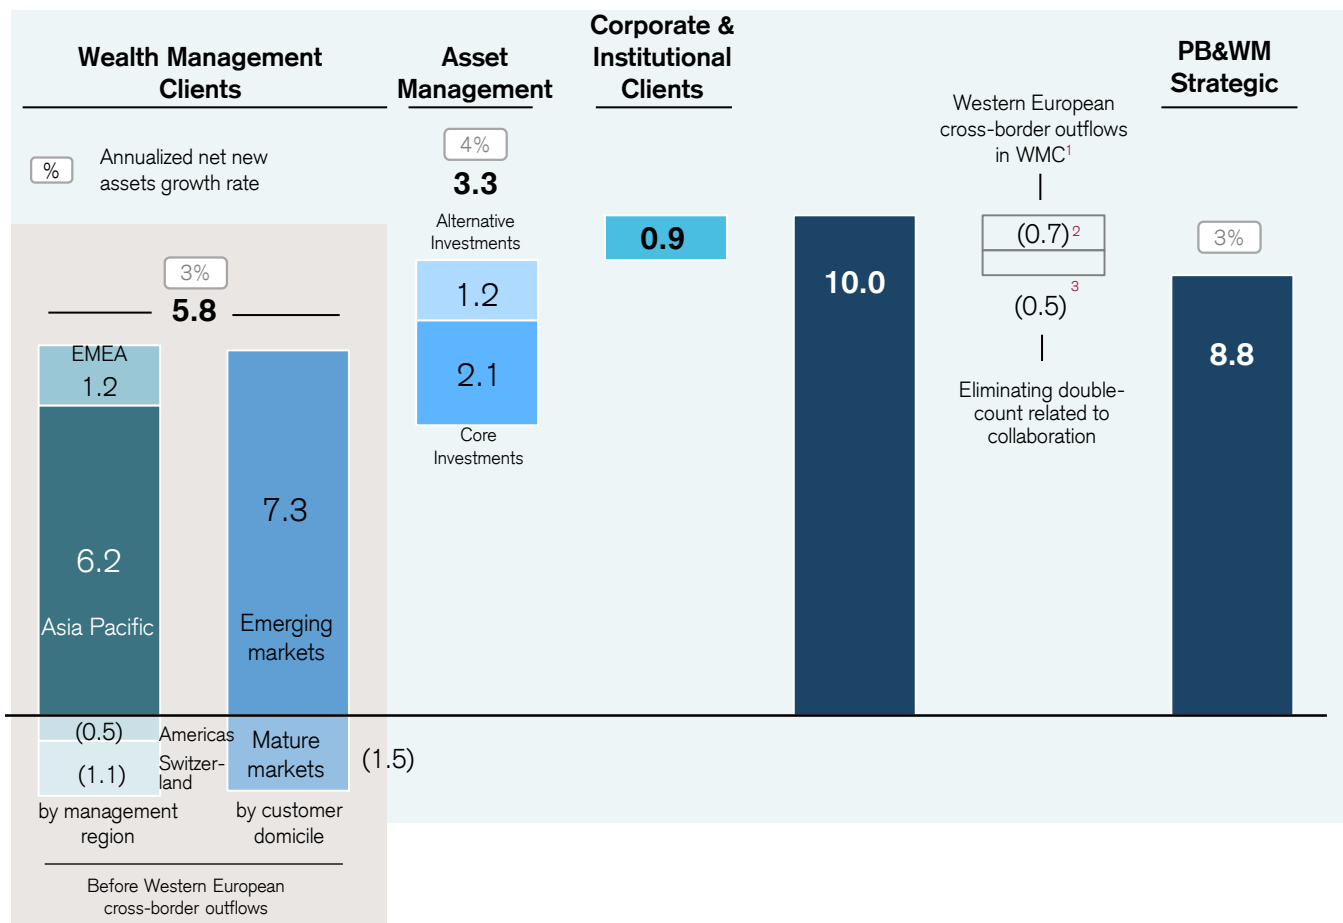 Wealth Management
Clients
Asset
Management
Corporate &
Institutional
Clients
PB&WM
Strategic
%
Annualized net new
assets growth rate
3%
5.8
EMEA
1.2
6.2
Asia Pacific
(0.5)
Americas
(1.1)
Switzer-
land
by management
region
7.3
Emerging
markets
Mature
markets
(1.5)
by customer
domicile
Before Western European
cross-border outflows
4%
3.3
Alternative
Investments
1.2
2.1
Core
Investments
0.9
10.0
Western European
cross-border outflows
in WMC1
(0.7)2
(0.5)3
Eliminating double-
count related to
collaboration
3%
8.8